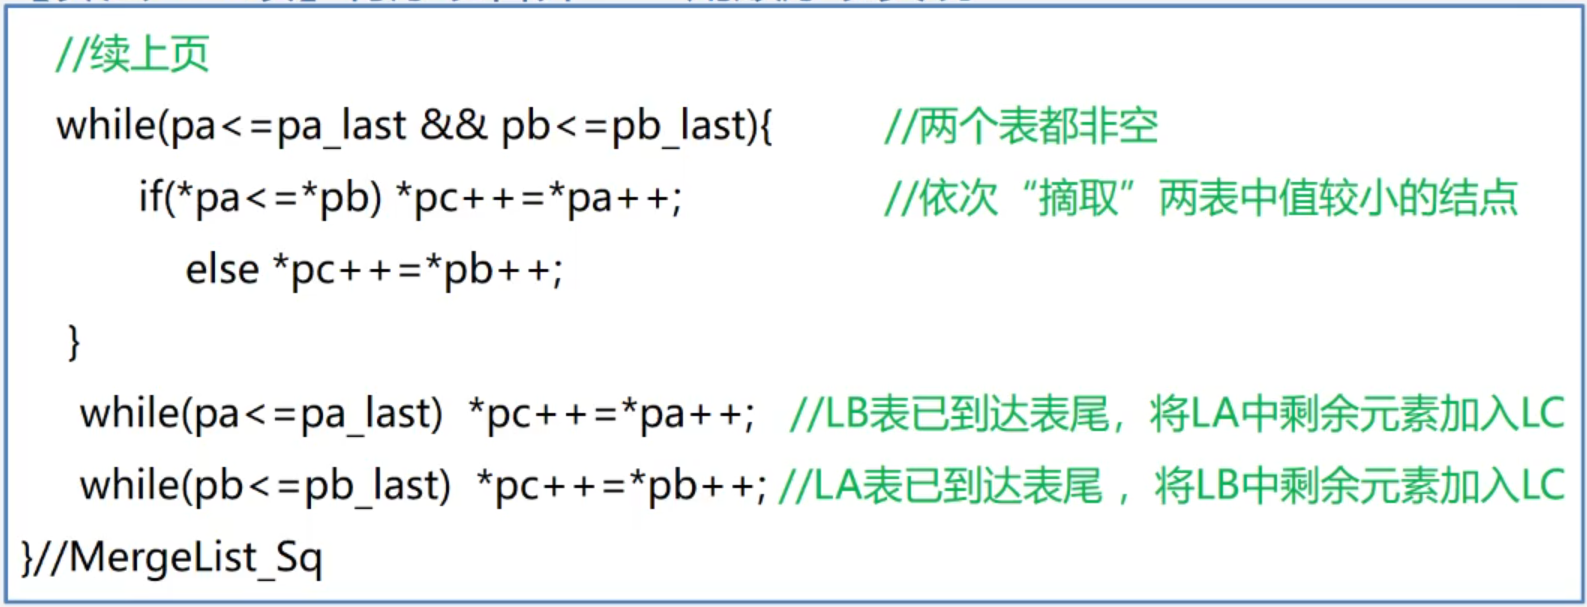 //续上页
while(pa<=pa_last && pb<=pb_last){ //两个表都非空
if(*pa<=*pb) *pc++=*pa++; //依次“摘取”两表中值较小的结点
else *pc++=*pb++;
}
while(pa<=pa_last) *pc++=*pa++; //LB表已到达表尾，将LA中剩余元素加入LC
while(pb<=pb_last) *pc++=*pb++; //LA表已到达表尾 ，将LB中剩余元素加入LC
}//MergeList_Sq